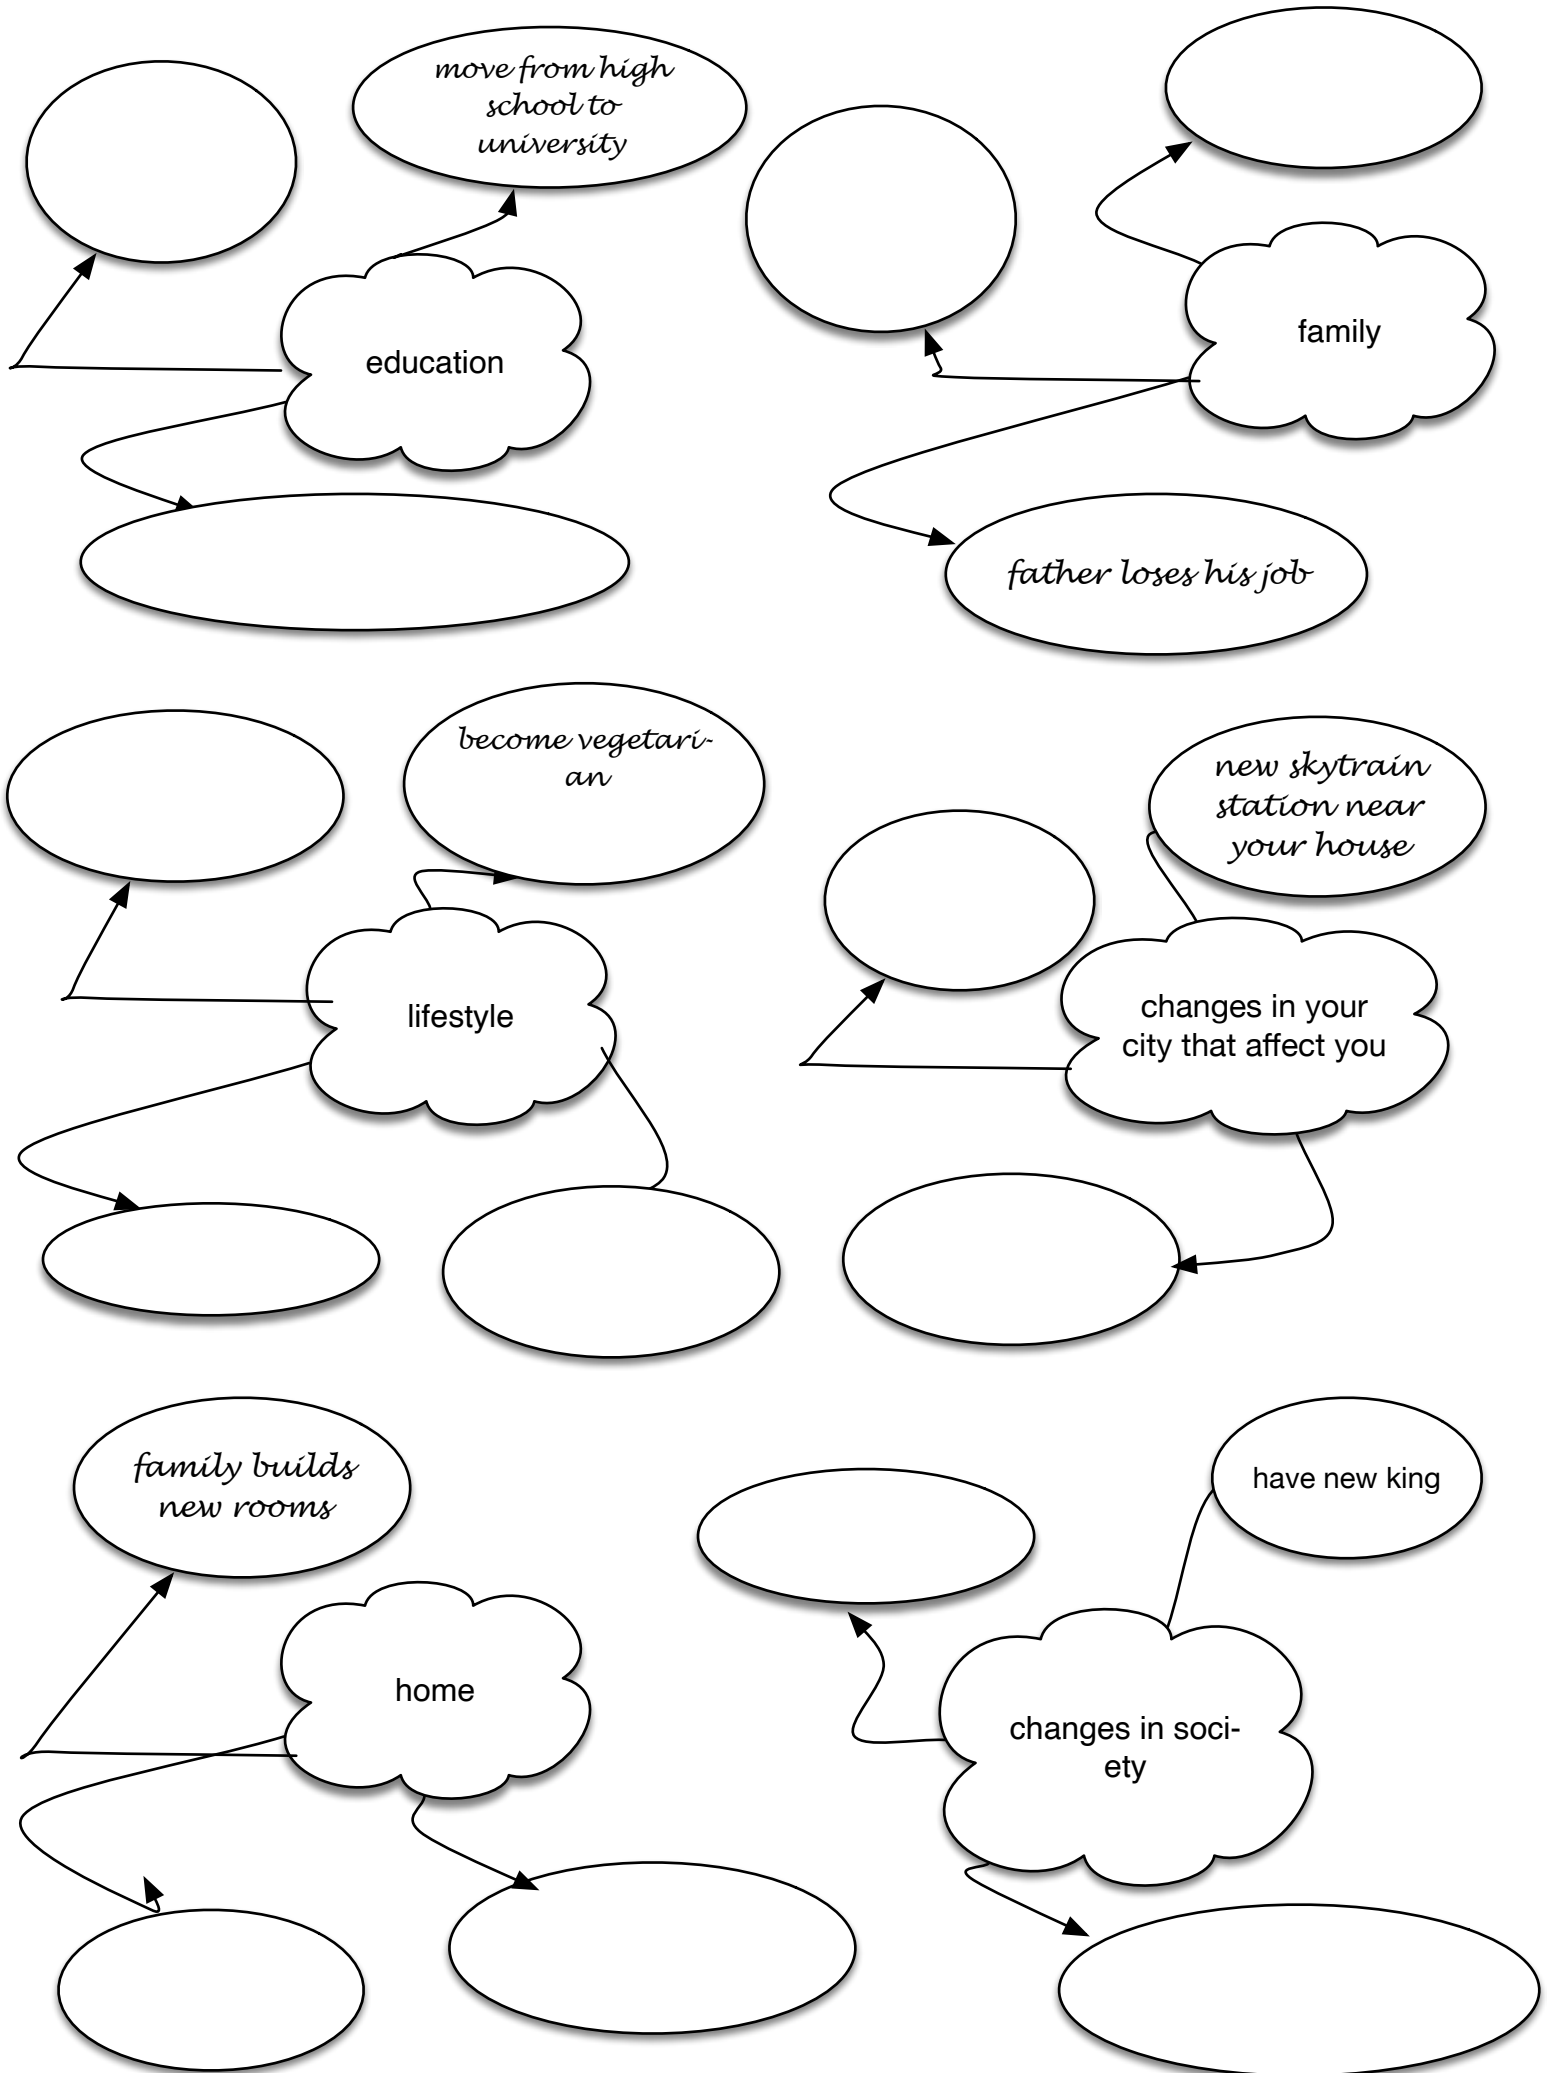 move from high
school to
university
education
family
father loses his job
become vegetari-
an
lifestyle
new skytrain
station near
your house
changes in your
city that affect you
family builds
new rooms
home
have new king
changes in soci-
ety